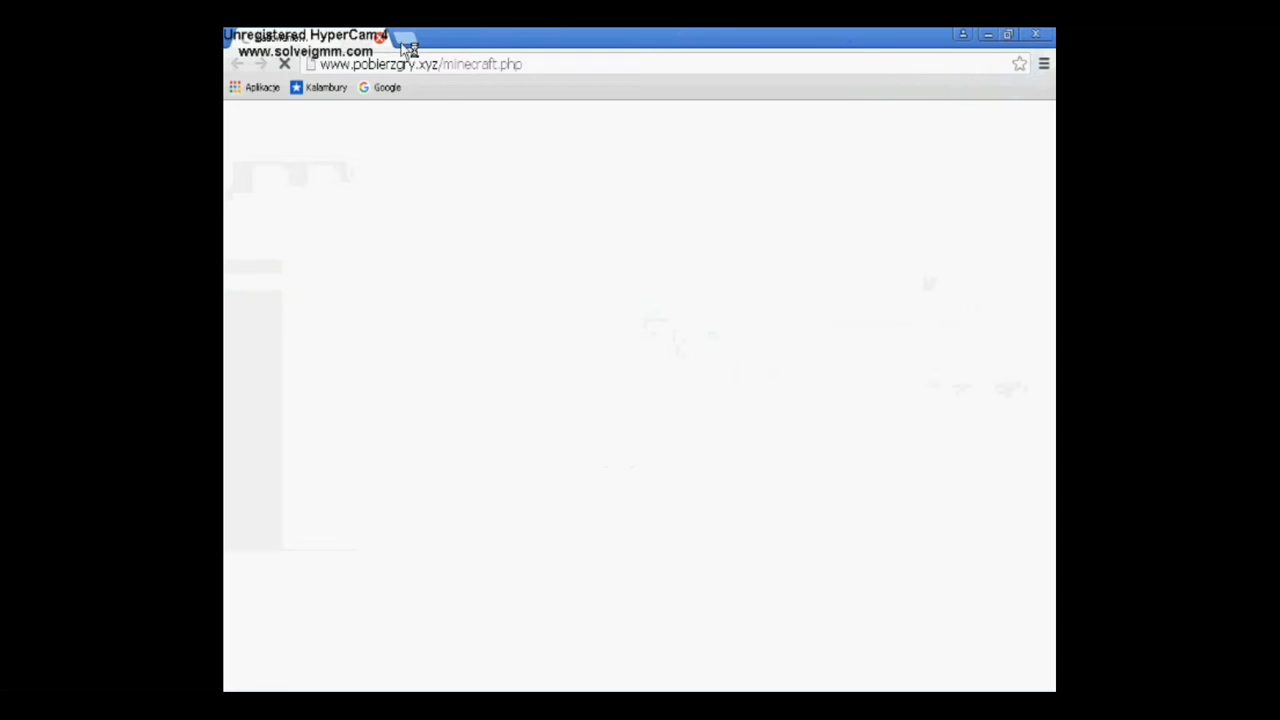 Unregistered HyperCam 4
www.solveigmm.com
www.pobierzgry.xyz/minecraft.php
Aplikacje
Kalambury
Google